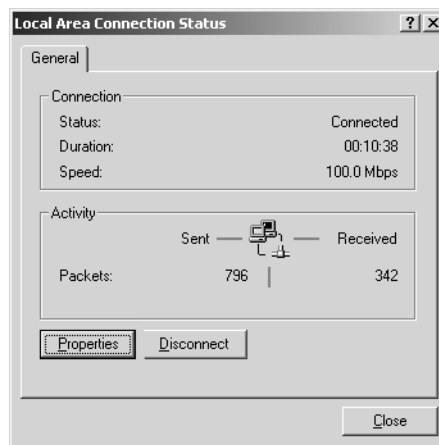 Local Area Connection Status
General
Connection
Status: Connected
Duration: 00:10:38
Speed: 100.0 Mbps
Activity
Sent Received
Packets: 796 342
Properties Disconnect
Close